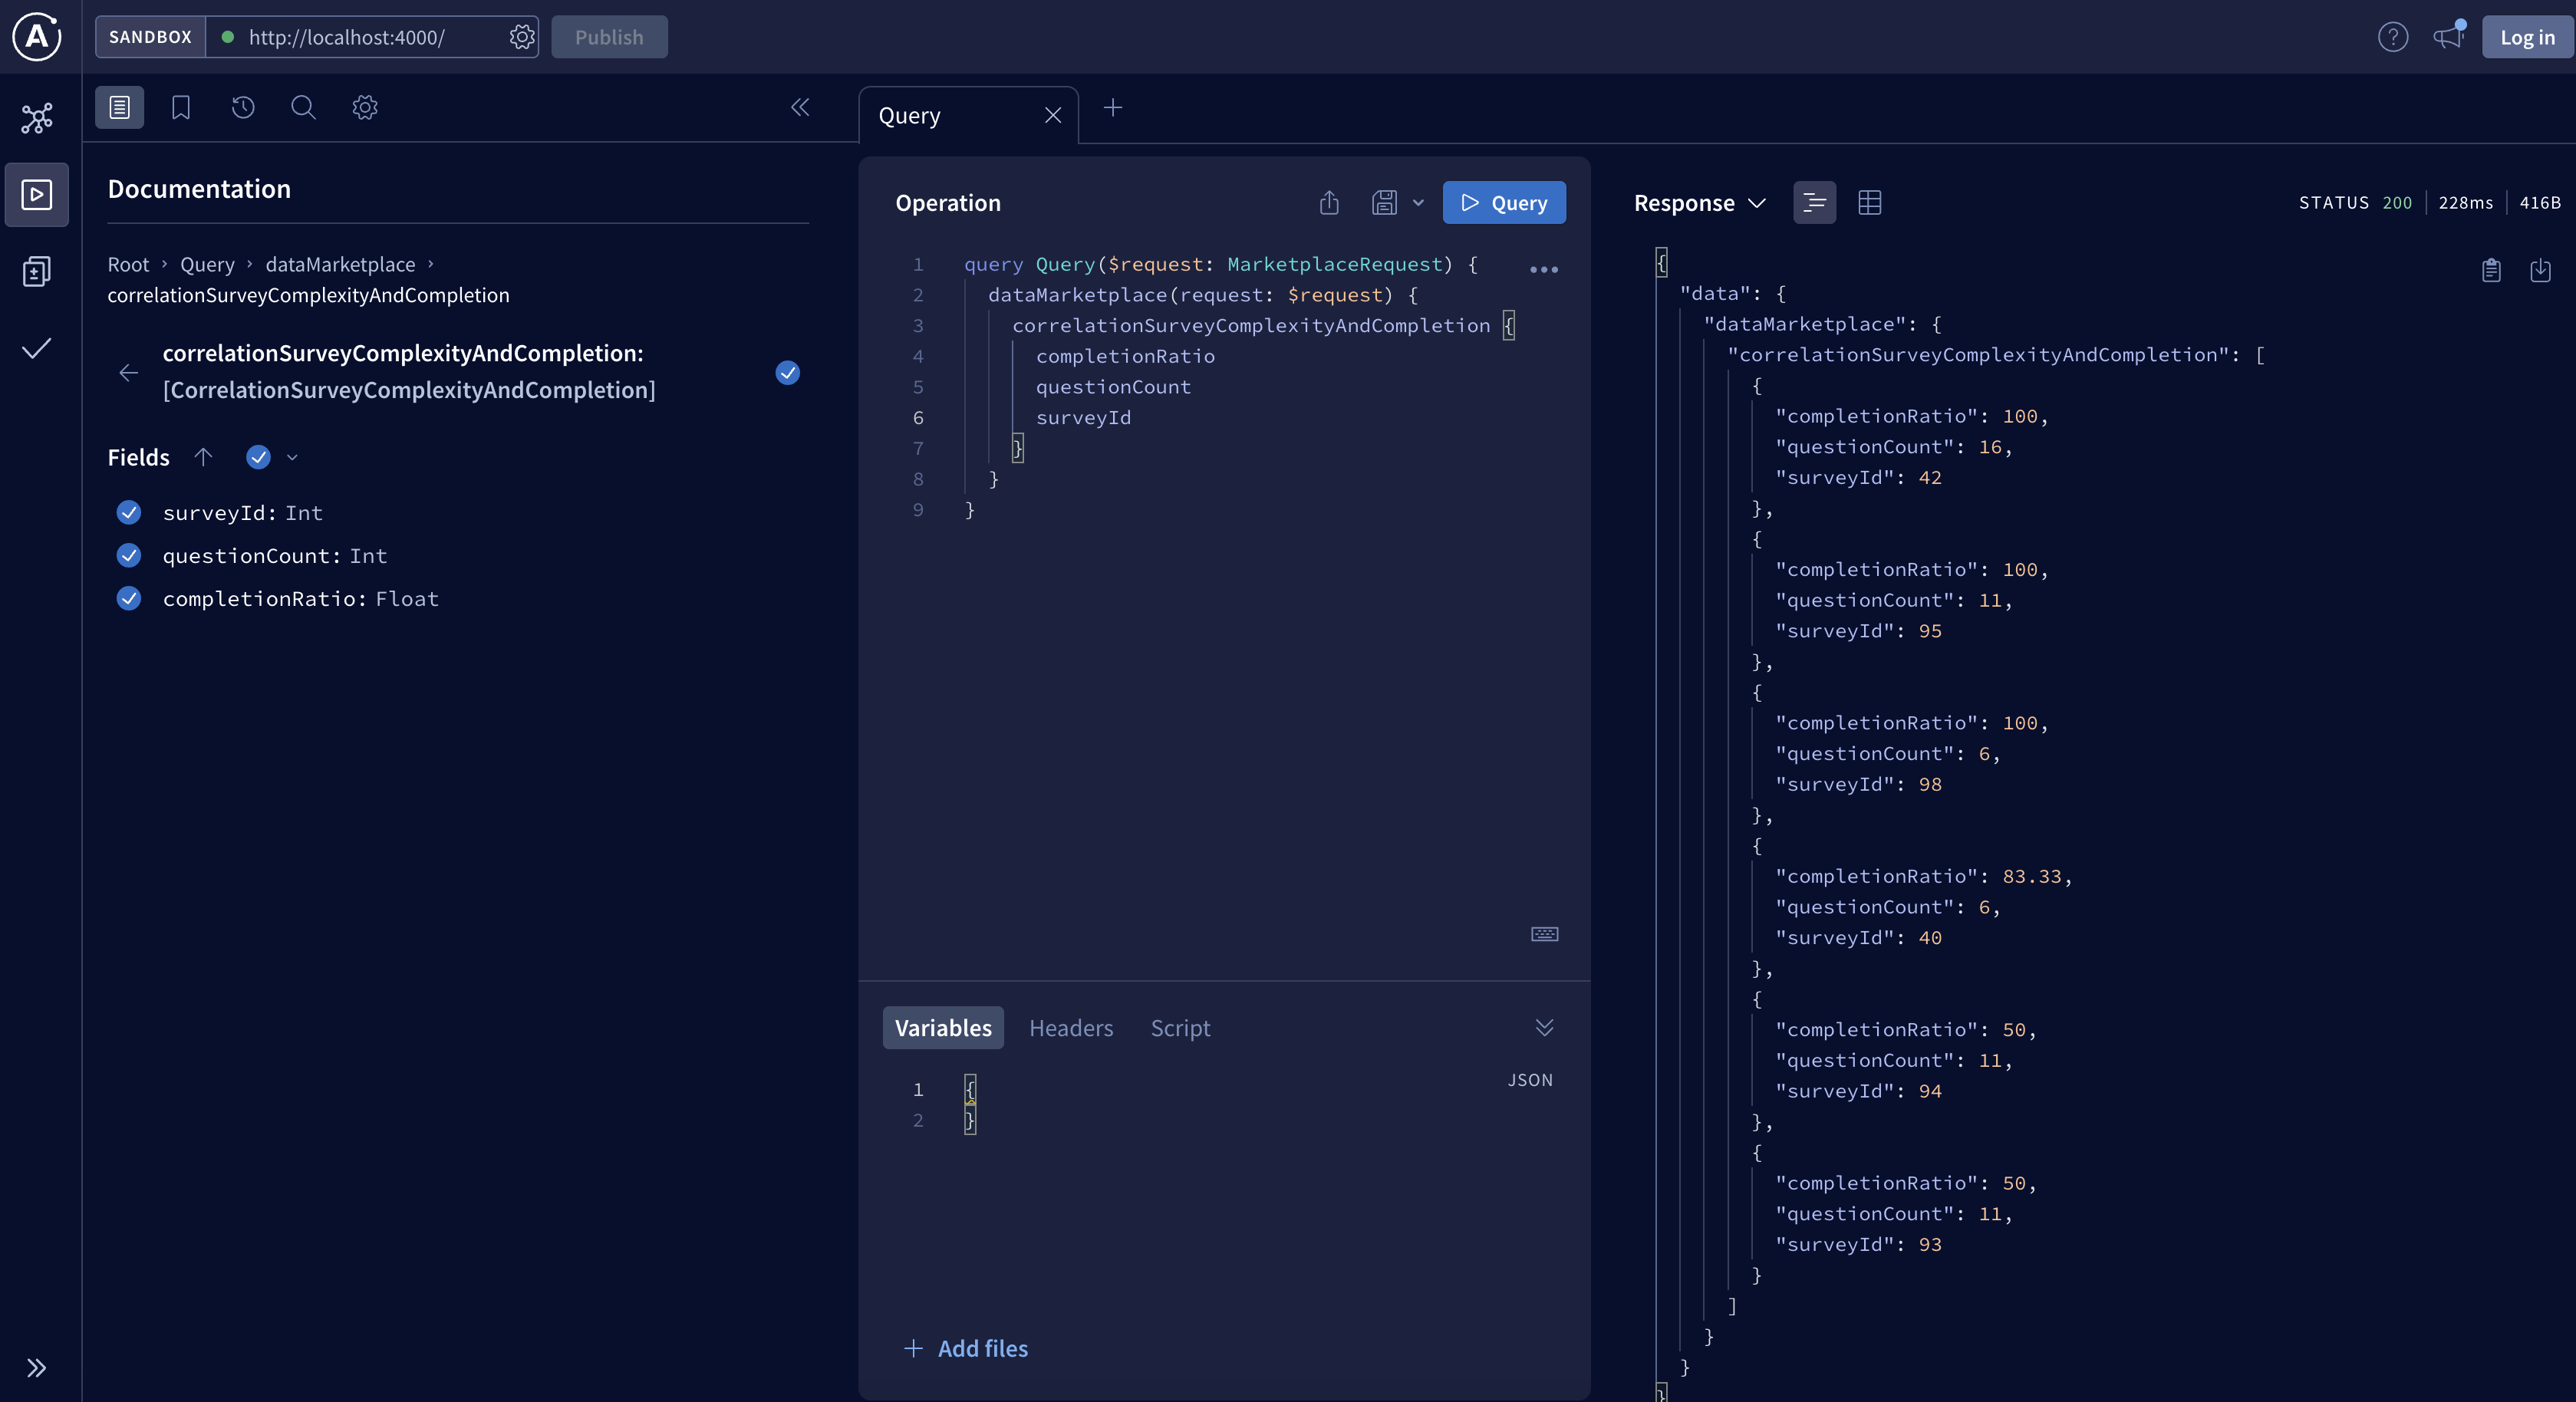 SANDBOX
http://localhost:4000/
Publish
Log in
Documentation
Root › Query › dataMarketplace ›
correlationSurveyComplexityAndCompletion
correlationSurveyComplexityAndCompletion:
[CorrelationSurveyComplexityAndCompletion]
Fields
surveyId: Int
questionCount: Int
completionRatio: Float
Query
Operation
Query
1 query Query($request: MarketplaceRequest) {
2 dataMarketplace(request: $request) {
3 correlationSurveyComplexityAndCompletion {
4 completionRatio
5 questionCount
6 surveyId
7 }
8 }
9 }
Variables Headers Script
JSON
1 {
2 }
+ Add files
Response
STATUS 200 228ms 416B
{
"data": {
"dataMarketplace": {
"correlationSurveyComplexityAndCompletion": [
{
"completionRatio": 100,
"questionCount": 16,
"surveyId": 42
},
{
"completionRatio": 100,
"questionCount": 11,
"surveyId": 95
},
{
"completionRatio": 100,
"questionCount": 6,
"surveyId": 98
},
{
"completionRatio": 83.33,
"questionCount": 6,
"surveyId": 40
},
{
"completionRatio": 50,
"questionCount": 11,
"surveyId": 94
},
{
"completionRatio": 50,
"questionCount": 11,
"surveyId": 93
}
]
}
}
}